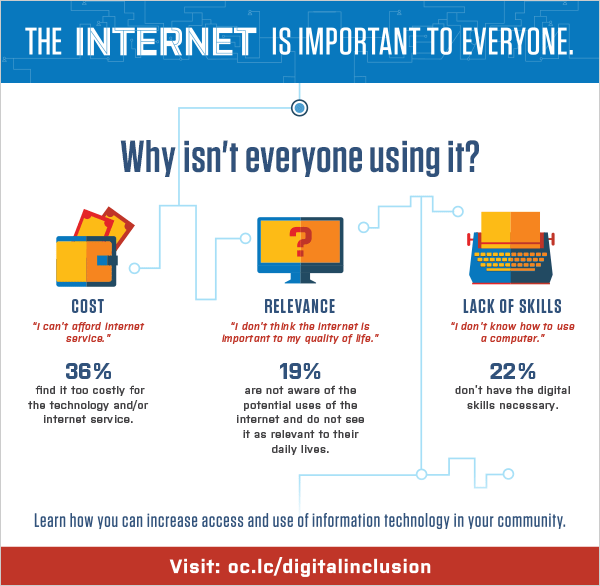 THE INTERNET IS IMPORTANT TO EVERYONE.
Why isn't everyone using it?
COST
"I can't afford internet
service."
36%
find it too costly for
the technology and/or
internet service.
?
RELEVANCE
"I don't think the internet is
important to my quality of life."
19%
are not aware of the
potential uses of the
internet and do not see
it as relevant to their
daily lives.
LACK OF SKILLS
"I don't know how to use
a computer."
22%
don't have the digital
skills necessary.
Learn how you can increase access and use of information technology in your community.
Visit: oc.lc/digitalinclusion